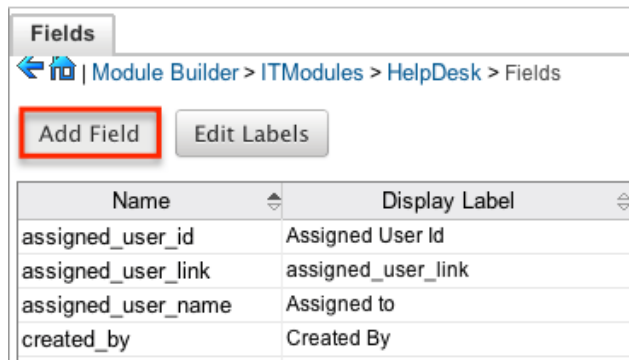 Fields
| Module Builder > ITModules > HelpDesk > Fields
Add Field Edit Labels
Name Display Label
assigned_user_id Assigned User Id
assigned_user_link assigned_user_link
assigned_user_name Assigned to
created_by Created By